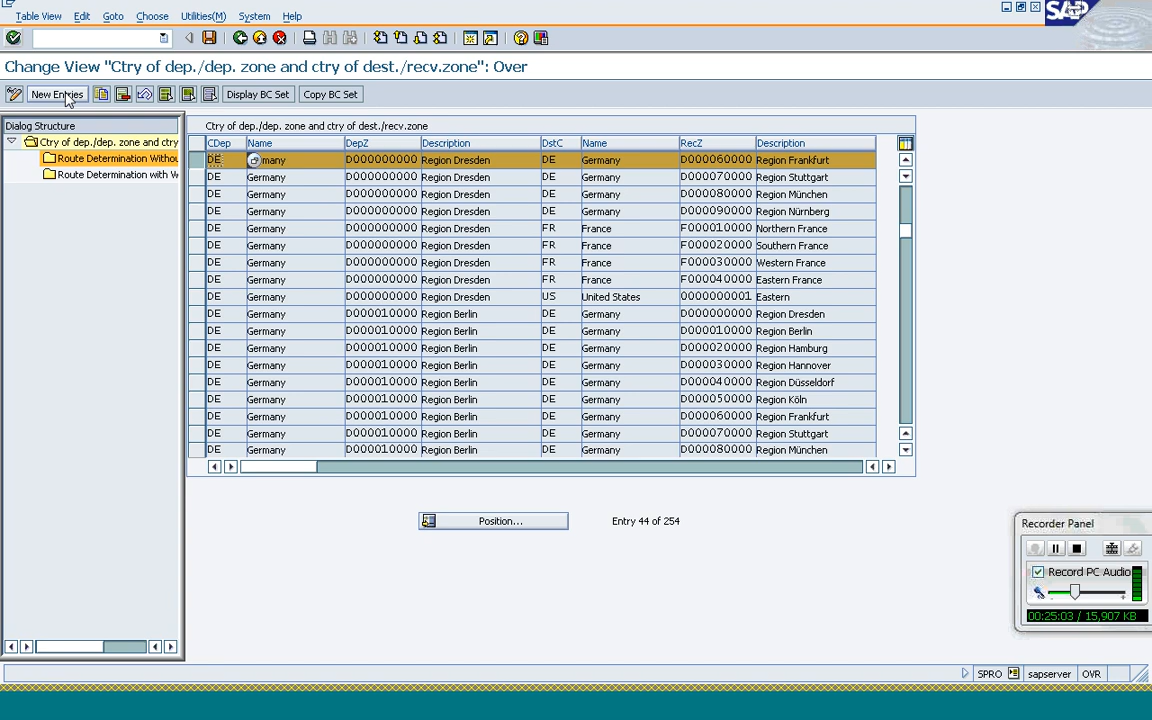 Table View Edit Goto Choose Utilities(M) System Help
SAP
Change View "Ctry of dep./dep. zone and ctry of dest./recv.zone": Over
New Entries Display BC Set Copy BC Set
Dialog Structure
Ctry of dep./dep. zone and ctry
Route Determination Withou
Route Determination with W
Ctry of dep./dep. zone and ctry of dest./recv.zone
CDep Name DepZ Description DstC Name RecZ Description
DE many D000000000 Region Dresden DE Germany D000060000 Region Frankfurt
DE Germany D000000000 Region Dresden DE Germany D000070000 Region Stuttgart
DE Germany D000000000 Region Dresden DE Germany D000080000 Region München
DE Germany D000000000 Region Dresden DE Germany D000090000 Region Nürnberg
DE Germany D000000000 Region Dresden FR France F000010000 Northern France
DE Germany D000000000 Region Dresden FR France F000020000 Southern France
DE Germany D000000000 Region Dresden FR France F000030000 Western France
DE Germany D000000000 Region Dresden FR France F000040000 Eastern France
DE Germany D000000000 Region Dresden US United States 0000000001 Eastern
DE Germany D000010000 Region Berlin DE Germany D000000000 Region Dresden
DE Germany D000010000 Region Berlin DE Germany D000010000 Region Berlin
DE Germany D000010000 Region Berlin DE Germany D000020000 Region Hamburg
DE Germany D000010000 Region Berlin DE Germany D000030000 Region Hannover
DE Germany D000010000 Region Berlin DE Germany D000040000 Region Düsseldorf
DE Germany D000010000 Region Berlin DE Germany D000050000 Region Köln
DE Germany D000010000 Region Berlin DE Germany D000060000 Region Frankfurt
DE Germany D000010000 Region Berlin DE Germany D000070000 Region Stuttgart
DE Germany D000010000 Region Berlin DE Germany D000080000 Region München
Position... Entry 44 of 254
Recorder Panel
Record PC Audio
00:25:03 / 15,907 KB
SPRO sapserver OVR